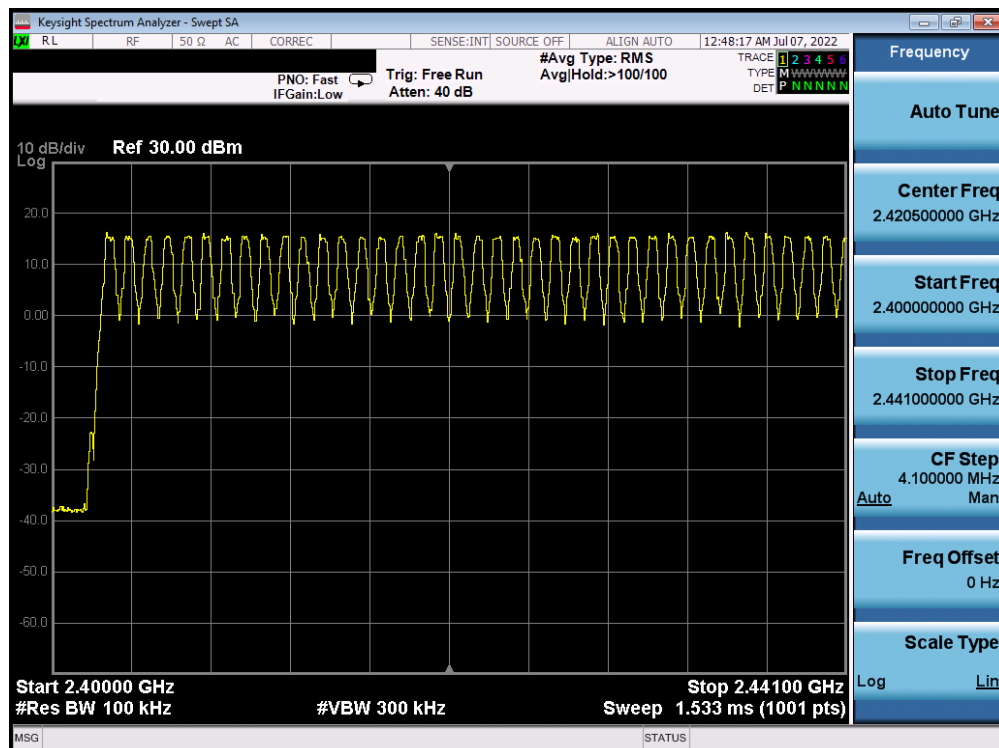 Keysight Spectrum Analyzer - Swept SA
LXI RL RF 50 Ω AC CORREC SENSE:INT SOURCE OFF ALIGN AUTO 12:48:17 AM Jul 07, 2022
PNO: Fast
IFGain:Low
Trig: Free Run
Atten: 40 dB
#Avg Type: RMS
Avg|Hold:>100/100
TRACE 1 2 3 4 5 6
TYPE M WWWWW
DET P N N N N N
10 dB/div Ref 30.00 dBm
Log
20.0
10.0
0.00
-10.0
-20.0
-30.0
-40.0
-50.0
-60.0
Start 2.40000 GHz Stop 2.44100 GHz
#Res BW 100 kHz #VBW 300 kHz Sweep 1.533 ms (1001 pts)
MSG STATUS
Frequency
Auto Tune
Center Freq
2.420500000 GHz
Start Freq
2.400000000 GHz
Stop Freq
2.441000000 GHz
CF Step
4.100000 MHz
Auto Man
Freq Offset
0 Hz
Scale Type
Log Lin